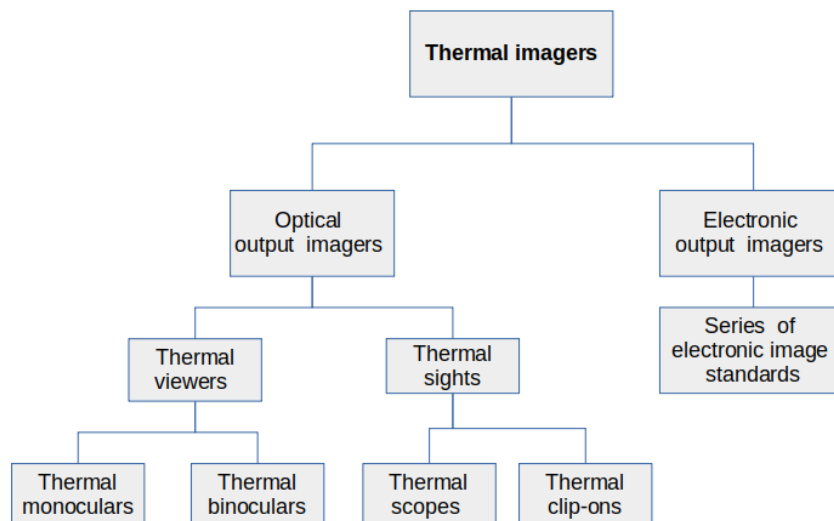 Thermal imagers
Optical
output imagers
Electronic
output imagers
Series of
electronic image
standards
Thermal
viewers
Thermal
sights
Thermal
monoculars
Thermal
binoculars
Thermal
scopes
Thermal
clip-ons